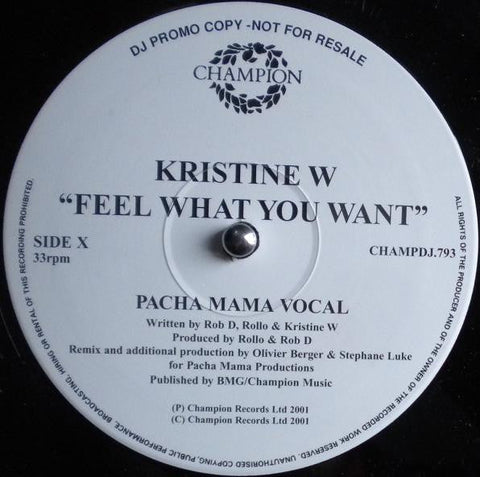 DJ PROMO COPY -NOT FOR RESALE
CHAMPION
KRISTINE W
“FEEL WHAT YOU WANT”
SIDE X
33rpm
CHAMPDJ.793
PACHA MAMA VOCAL
Written by Rob D, Rollo & Kristine W
Produced by Rollo & Rob D
Remix and additional production by Olivier Berger & Stephane Luke
for Pacha Mama Productions
Published by BMG/Champion Music
(P) Champion Records Ltd 2001
(C) Champion Records Ltd 2001
ALL RIGHTS OF THE PRODUCER AND OF THE OWNER OF THE RECORDED WORK RESERVED. UNAUTHORISED COPYING, PUBLIC PERFORMANCE, BROADCASTING, HIRING OR RENTAL OF THIS RECORDING PROHIBITED.